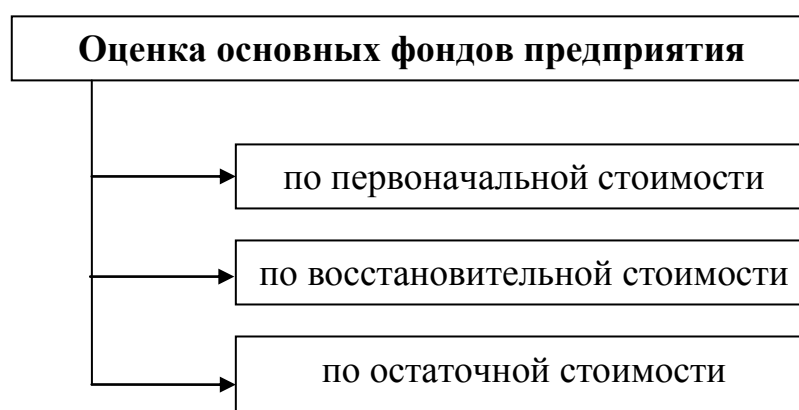 Оценка основных фондов предприятия
по первоначальной стоимости
по восстановительной стоимости
по остаточной стоимости